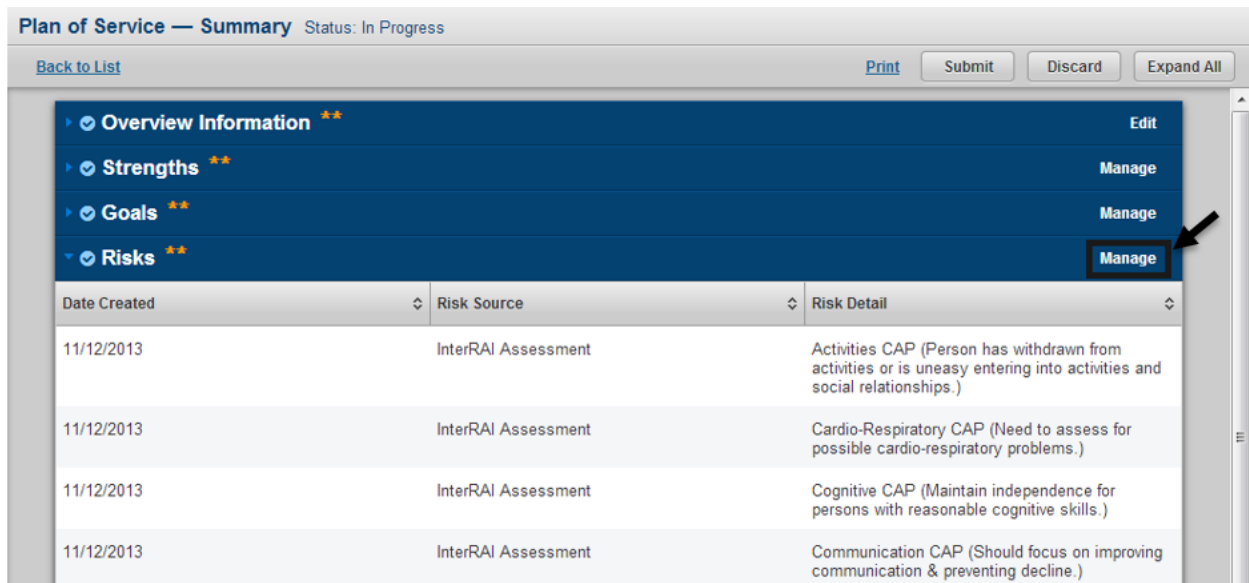 Plan of Service — Summary Status: In Progress
Back to List Print Submit Discard Expand All
Overview Information ** Edit
Strengths ** Manage
Goals ** Manage
Risks ** Manage
Date Created Risk Source Risk Detail
11/12/2013 InterRAI Assessment Activities CAP (Person has withdrawn from
activities or is uneasy entering into activities and
social relationships.)
11/12/2013 InterRAI Assessment Cardio-Respiratory CAP (Need to assess for
possible cardio-respiratory problems.)
11/12/2013 InterRAI Assessment Cognitive CAP (Maintain independence for
persons with reasonable cognitive skills.)
11/12/2013 InterRAI Assessment Communication CAP (Should focus on improving
communication & preventing decline.)